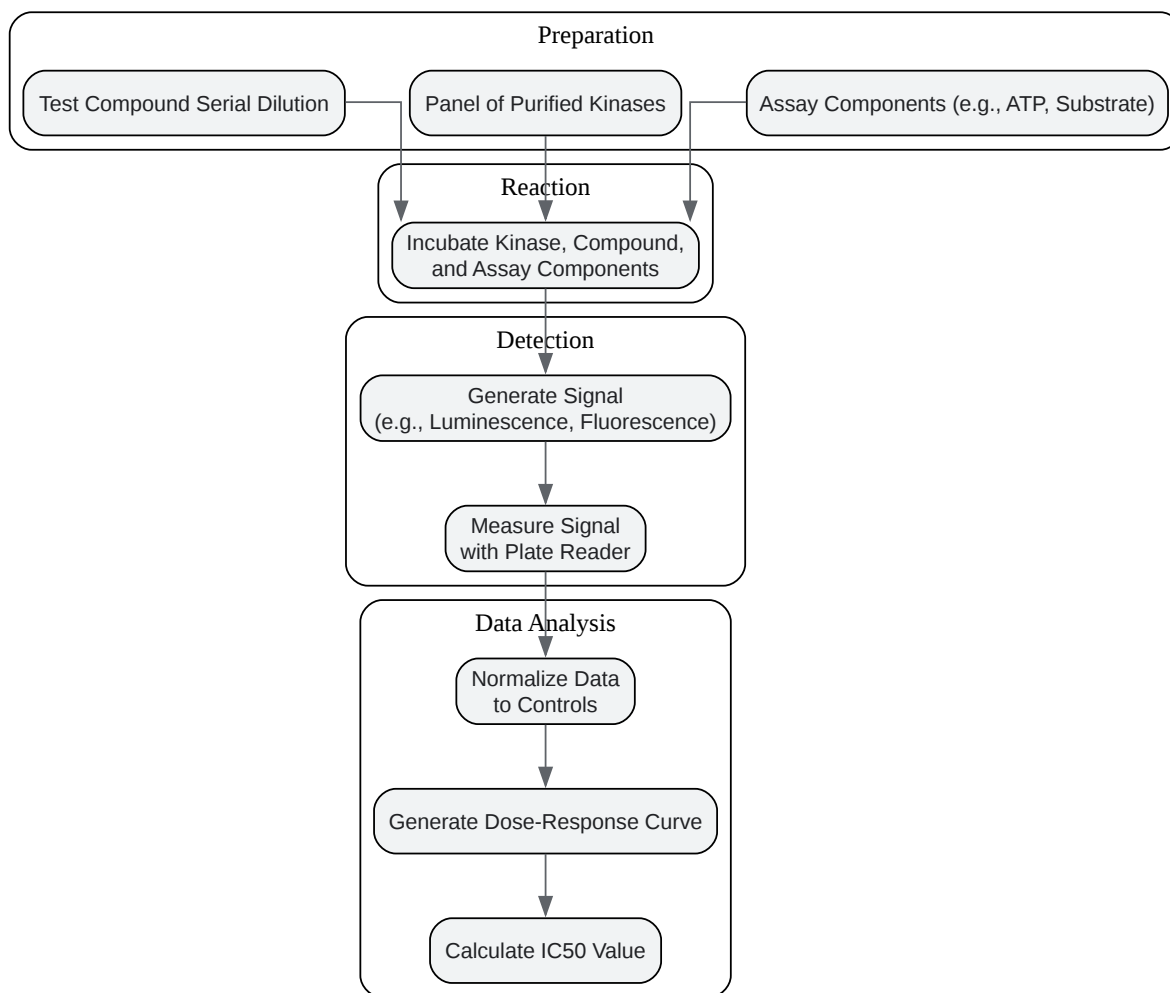 Preparation
Test Compound Serial Dilution
Panel of Purified Kinases
Assay Components (e.g., ATP, Substrate)
Reaction
Incubate Kinase, Compound,
and Assay Components
Detection
Generate Signal
(e.g., Luminescence, Fluorescence)
Measure Signal
with Plate Reader
Data Analysis
Normalize Data
to Controls
Generate Dose-Response Curve
Calculate IC50 Value